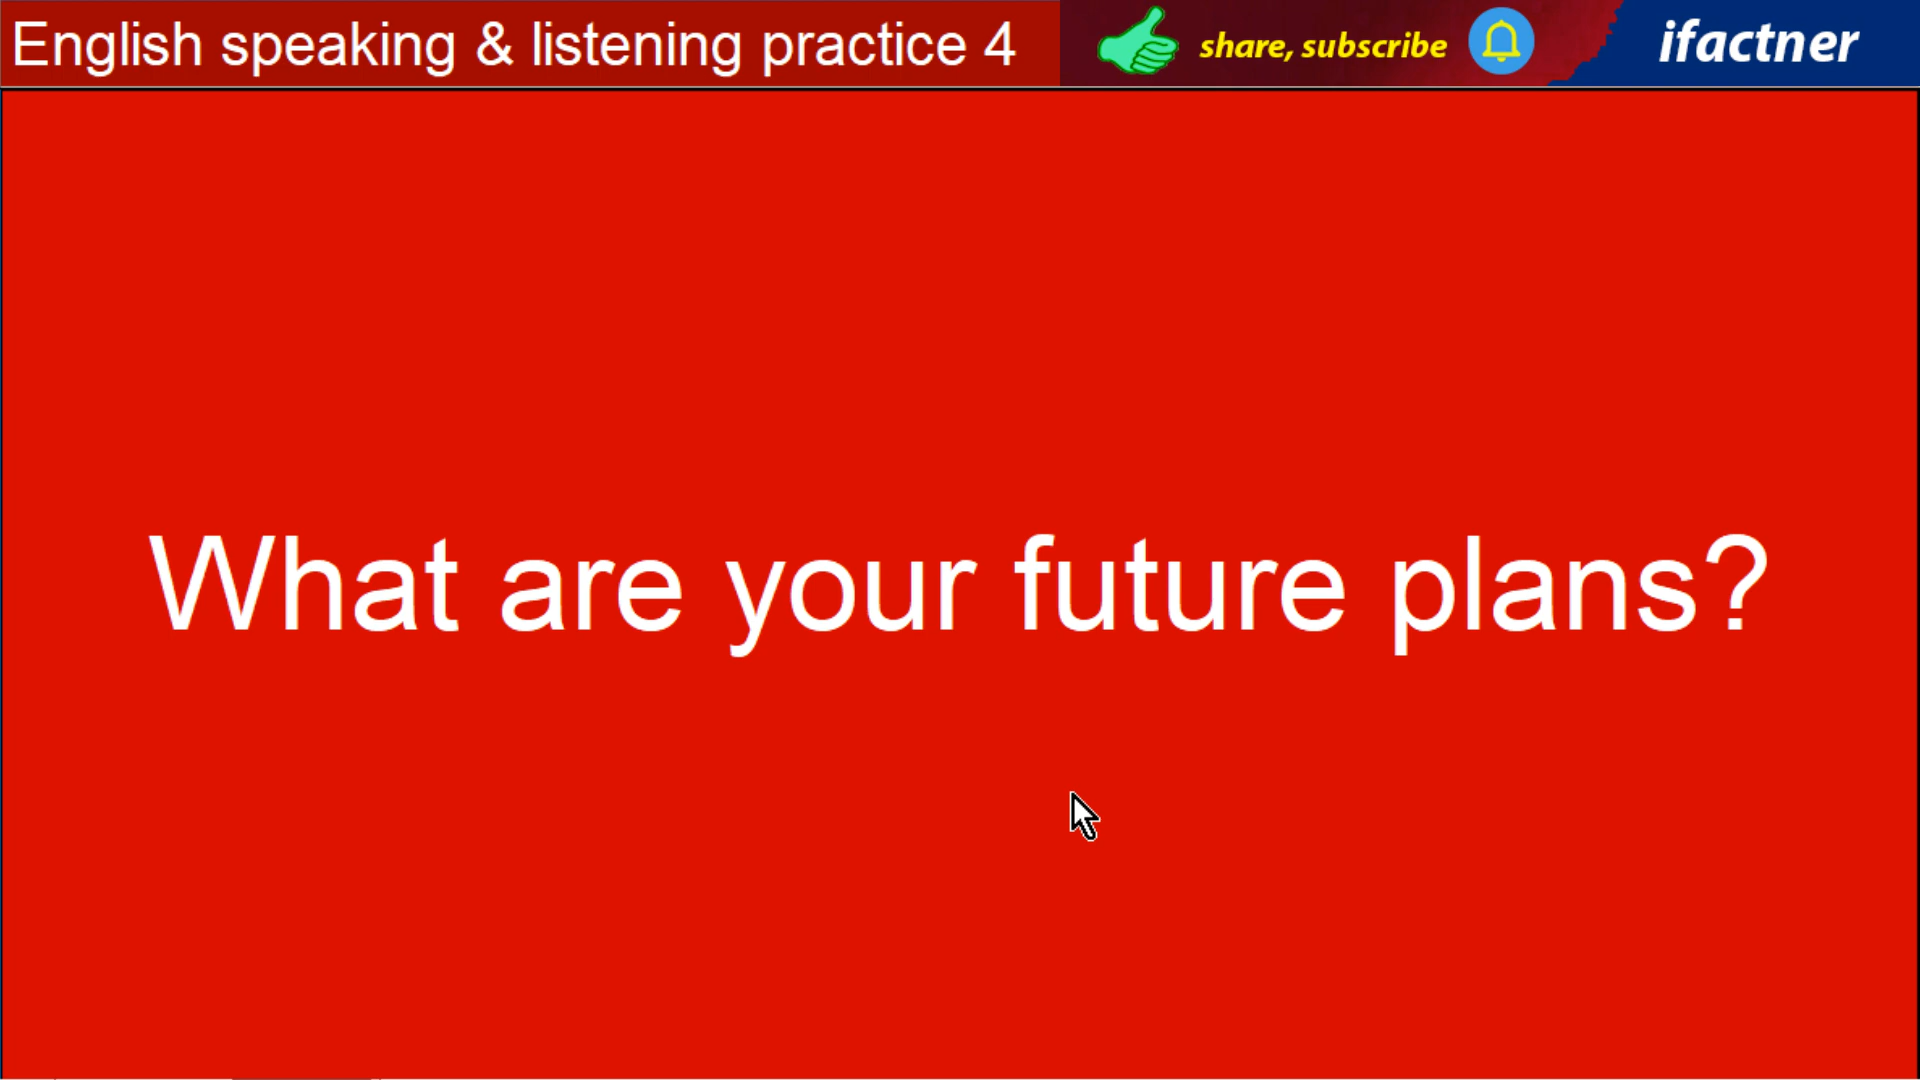 English speaking & listening practice 4
share, subscribe
ifactner
What are your future plans?